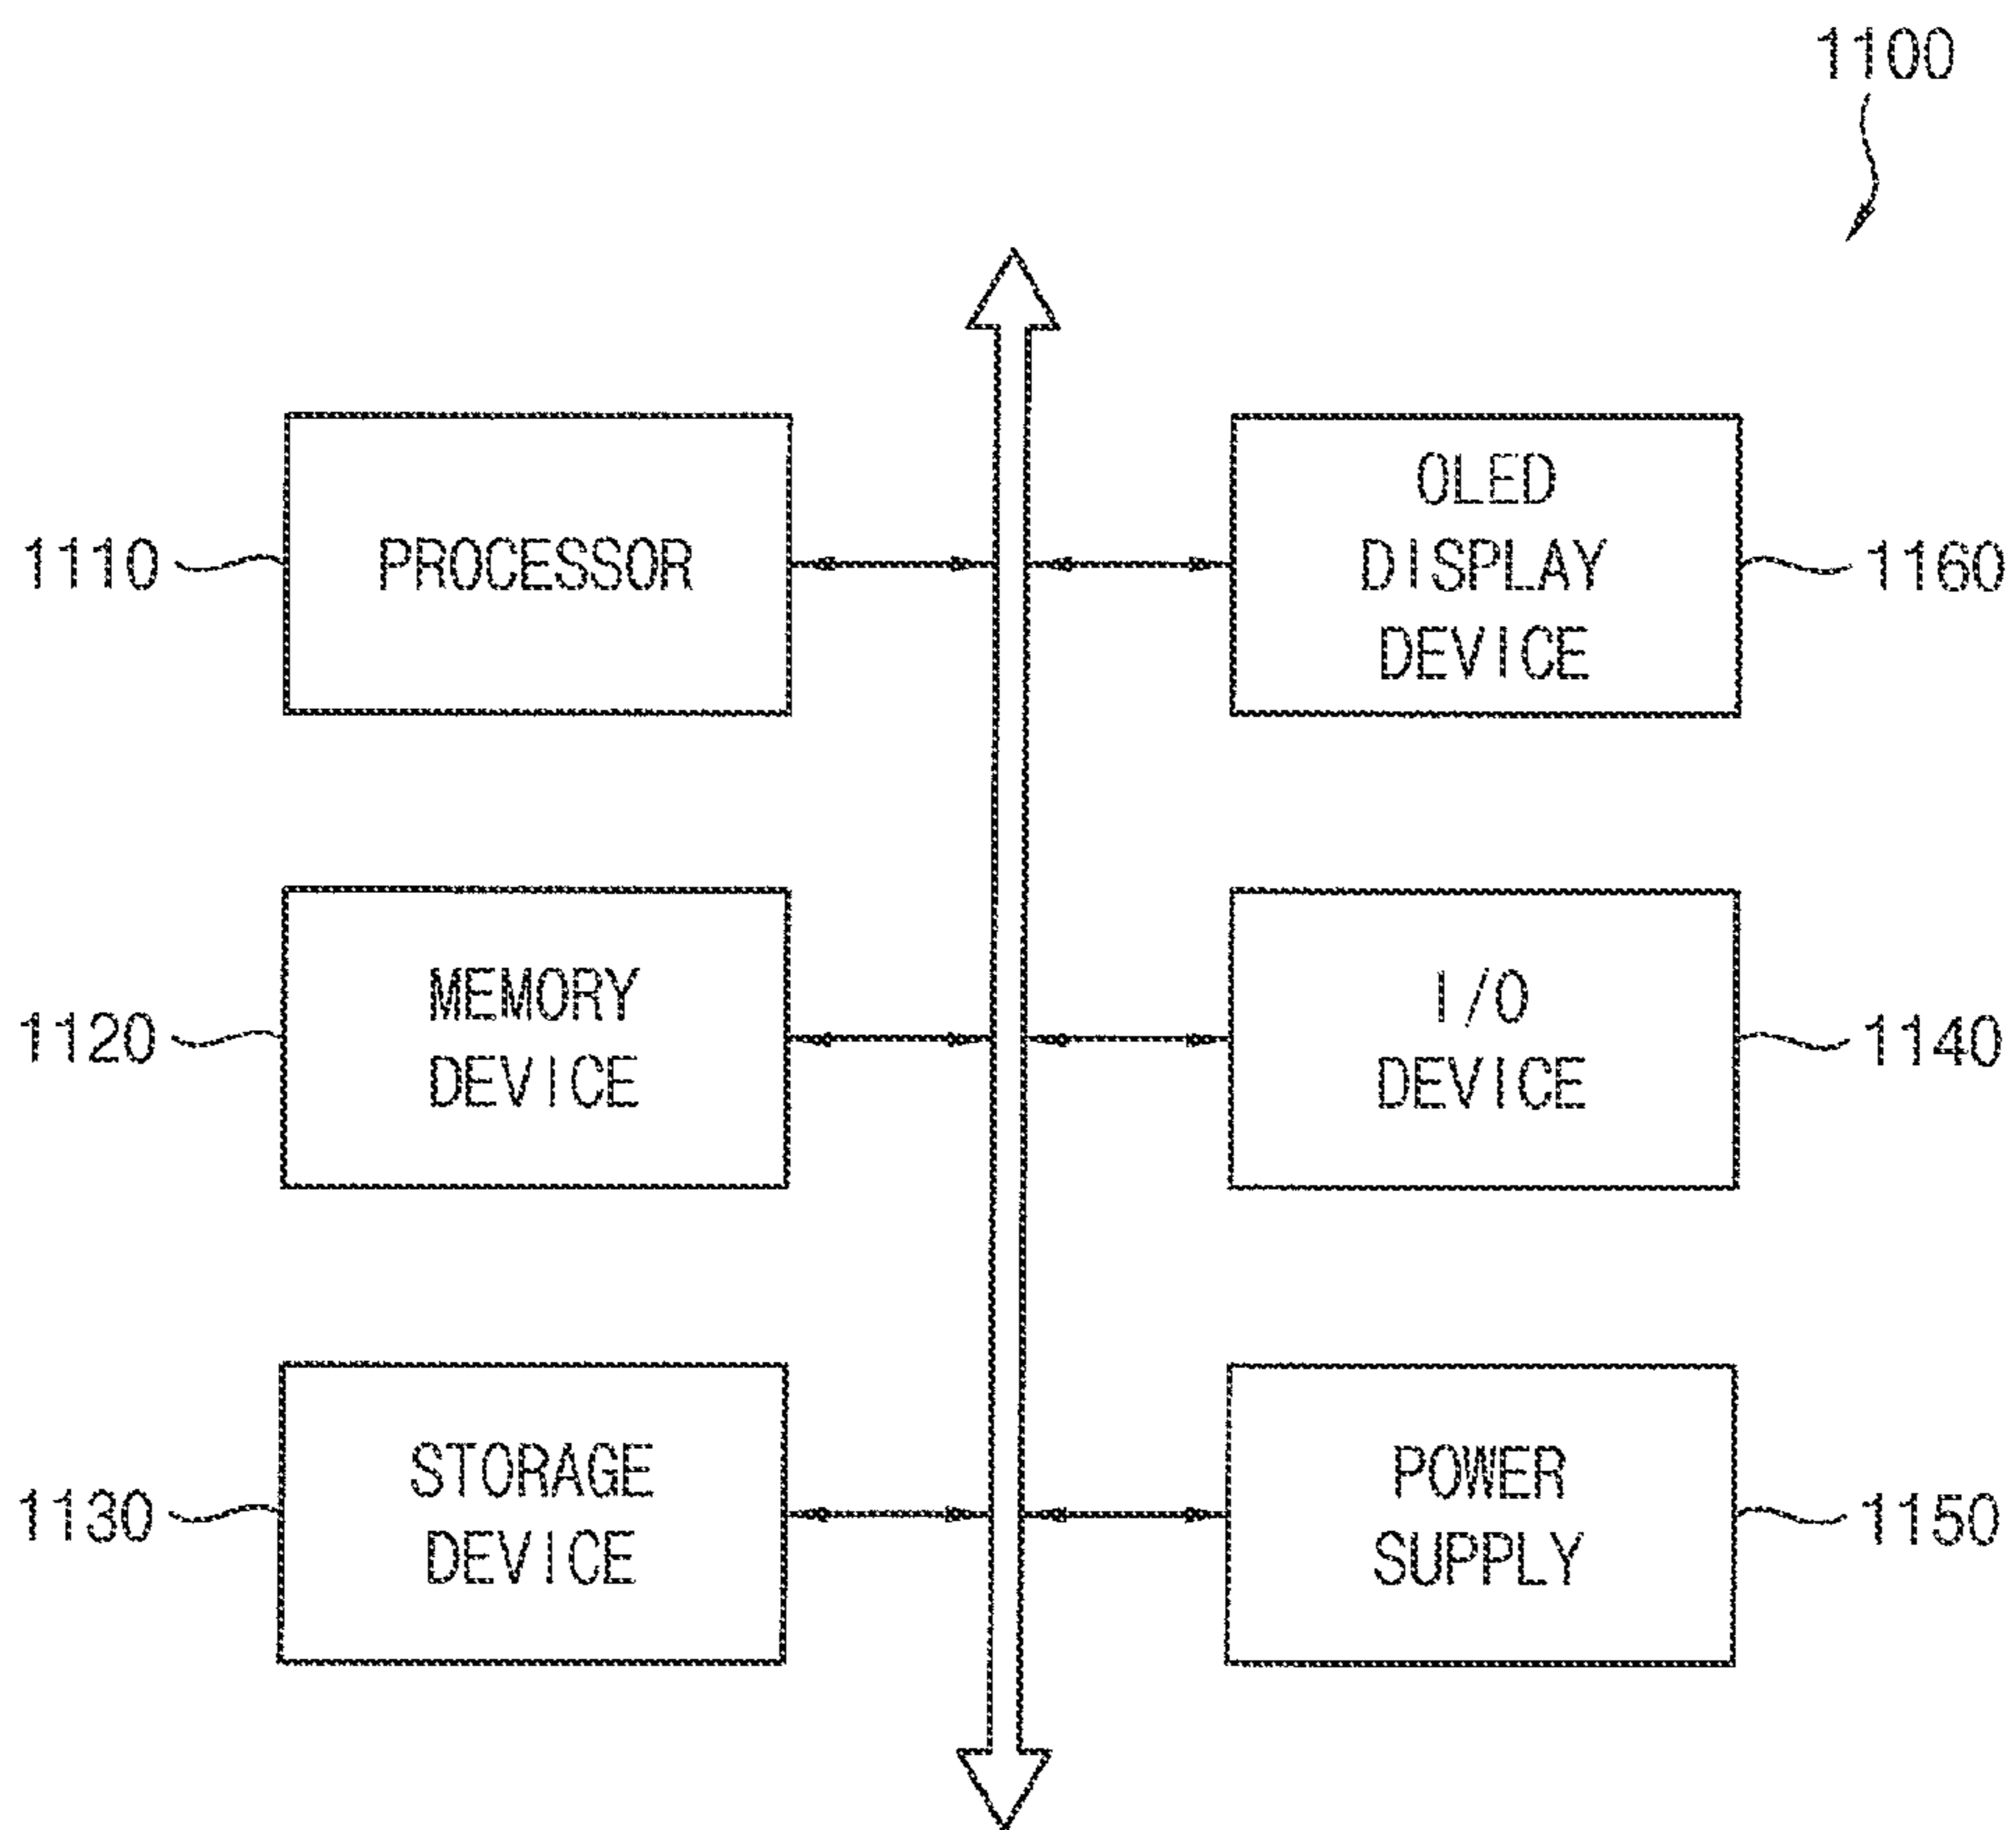 1100
1110
PROCESSOR
OLED
DISPLAY
DEVICE
1160
1120
MEMORY
DEVICE
I/O
DEVICE
1140
1130
STORAGE
DEVICE
POWER
SUPPLY
1150